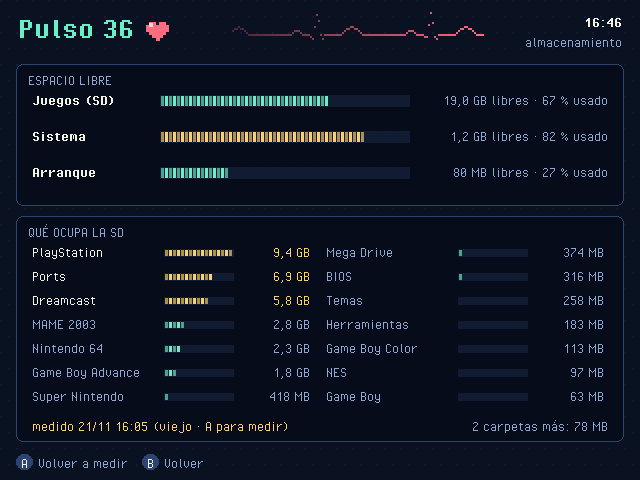 Pulso 36
16:46
almacenamiento
ESPACIO LIBRE
Juegos (SD) 19,0 GB libres · 67 % usado
Sistema 1,2 GB libres · 82 % usado
Arranque 80 MB libres · 27 % usado
QUÉ OCUPA LA SD
PlayStation 9,4 GB Mega Drive 374 MB
Ports 6,9 GB BIOS 316 MB
Dreamcast 5,8 GB Temas 258 MB
MAME 2003 2,8 GB Herramientas 183 MB
Nintendo 64 2,3 GB Game Boy Color 113 MB
Game Boy Advance 1,8 GB NES 97 MB
Super Nintendo 418 MB Game Boy 63 MB
medido 21/11 16:05 (viejo · A para medir) 2 carpetas más: 78 MB
A Volver a medir B Volver